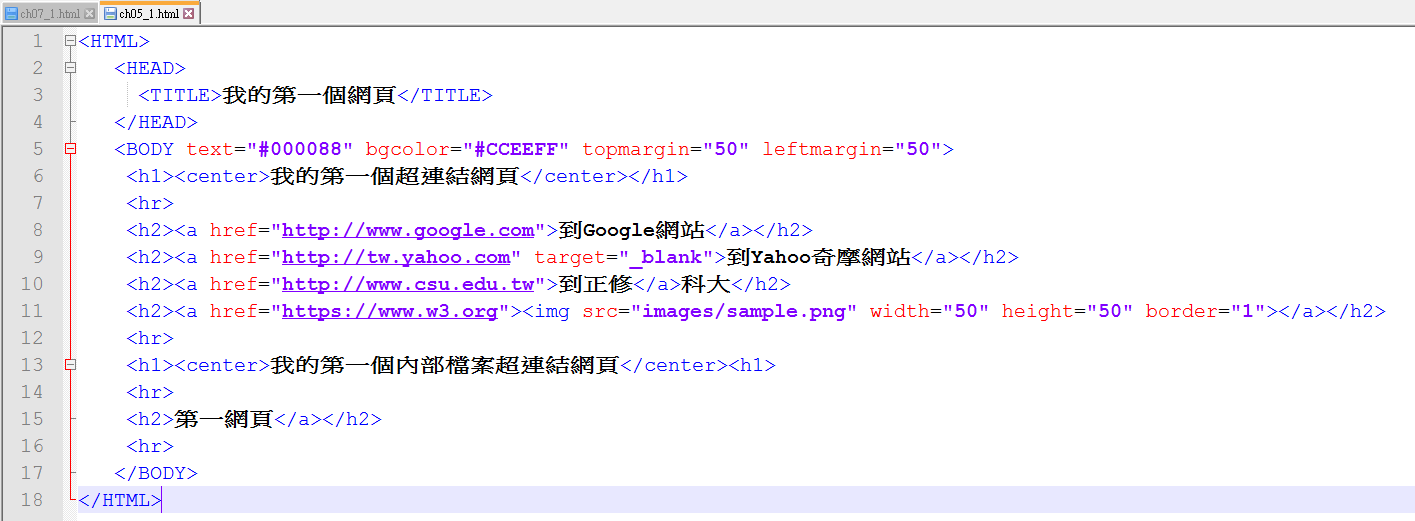 ch07_1.html ch05_1.html
1 <HTML>
2 <HEAD>
3 <TITLE>我的第一個網頁</TITLE>
4 </HEAD>
5 <BODY text="#000088" bgcolor="#CCEEFF" topmargin="50" leftmargin="50">
6 <h1><center>我的第一個超連結網頁</center></h1>
7 <hr>
8 <h2><a href="http://www.google.com">到Google網站</a></h2>
9 <h2><a href="http://tw.yahoo.com" target="_blank">到Yahoo奇摩網站</a></h2>
10 <h2><a href="http://www.csu.edu.tw">到正修</a>科大</h2>
11 <h2><a href="https://www.w3.org"><img src="images/sample.png" width="50" height="50" border="1"></a></h2>
12 <hr>
13 <h1><center>我的第一個內部檔案超連結網頁</center><h1>
14 <hr>
15 <h2>第一網頁</a></h2>
16 <hr>
17 </BODY>
18 </HTML>